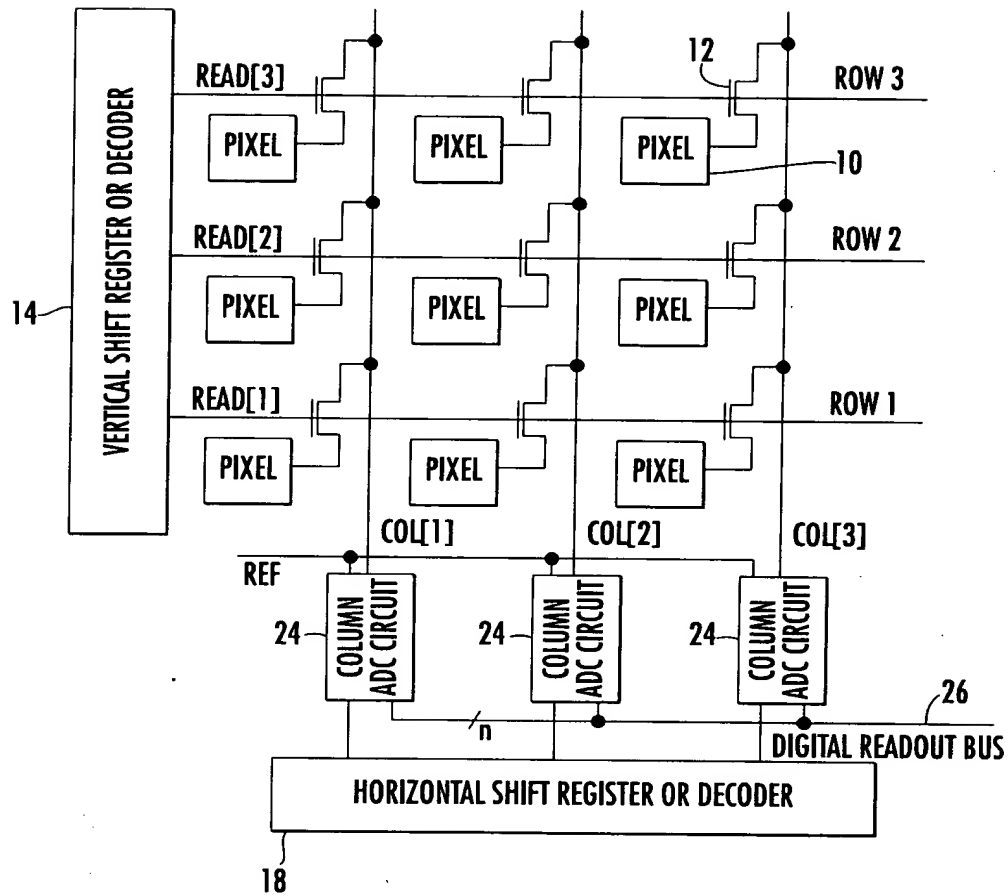 VERTICAL SHIFT REGISTER OR DECODER
14
READ[3]
12
ROW 3
PIXEL
PIXEL
PIXEL
10
READ[2]
ROW 2
PIXEL
PIXEL
PIXEL
READ[1]
ROW 1
PIXEL
PIXEL
PIXEL
COL[1]
COL[2]
COL[3]
REF
24
COLUMN
ADC CIRCUIT
24
COLUMN
ADC CIRCUIT
24
COLUMN
ADC CIRCUIT
26
n
DIGITAL READOUT BUS
HORIZONTAL SHIFT REGISTER OR DECODER
18